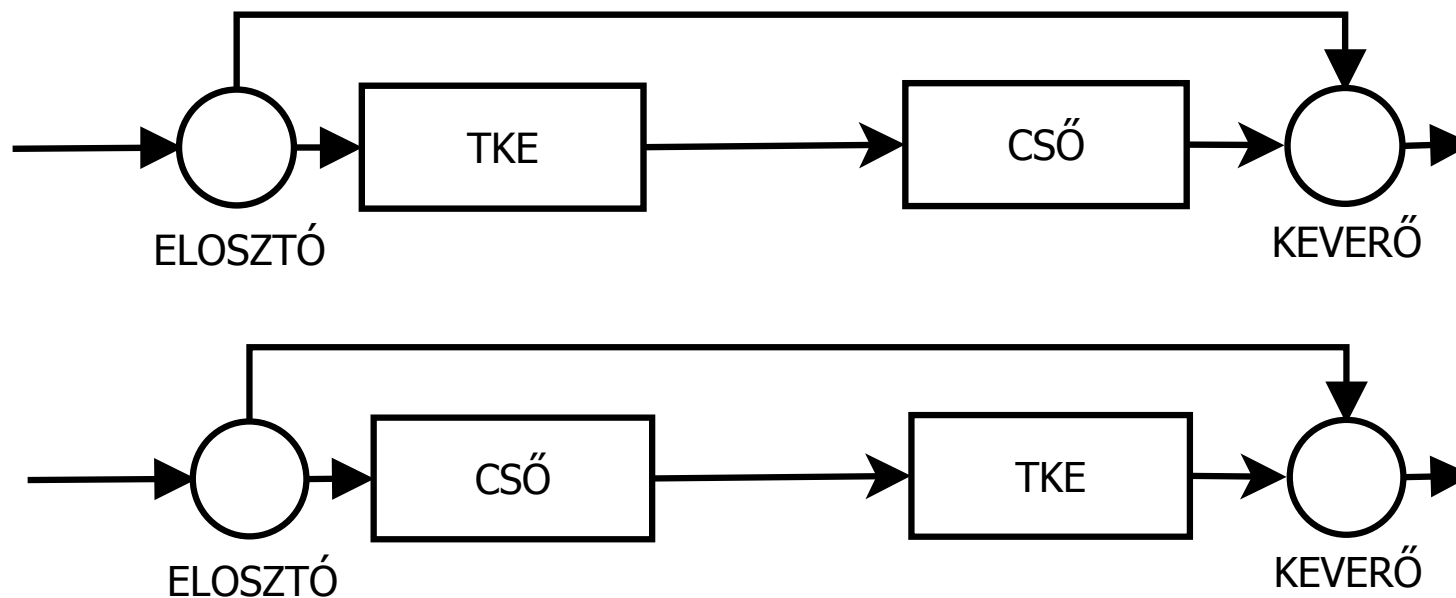 TKE
CSŐ
ELOSZTÓ
KEVERŐ
CSŐ
TKE
ELOSZTÓ
KEVERŐ